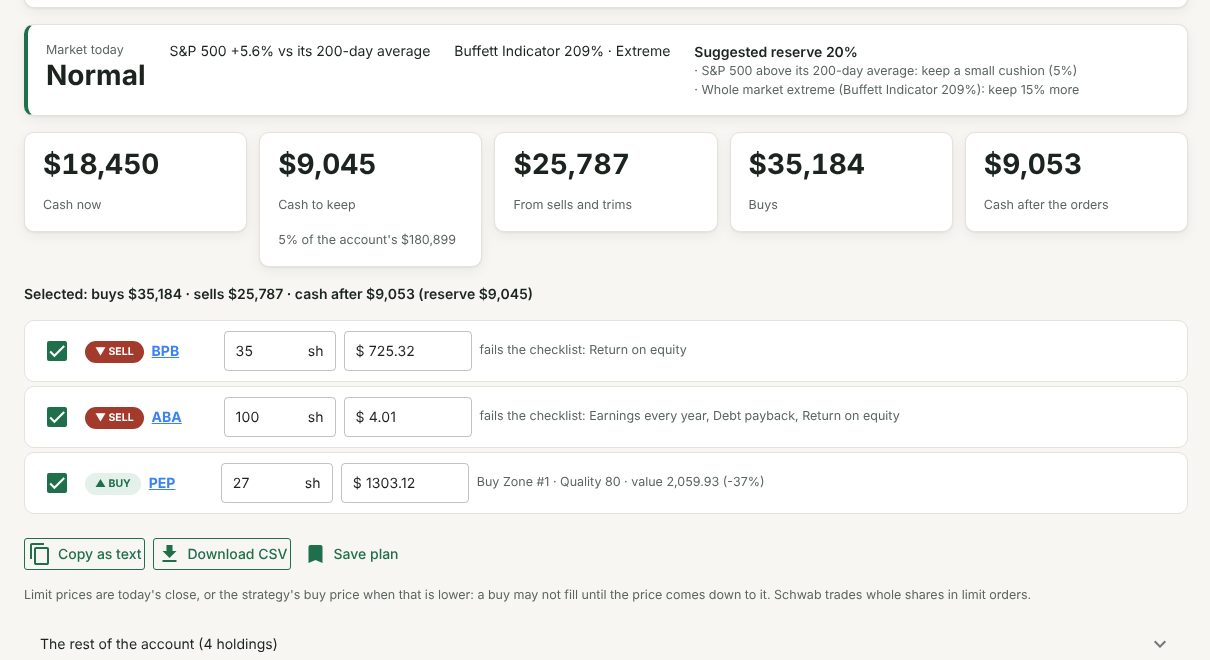 Market today
Normal
S&P 500 +5.6% vs its 200-day average
Buffett Indicator 209% · Extreme
Suggested reserve 20%
· S&P 500 above its 200-day average: keep a small cushion (5%)
· Whole market extreme (Buffett Indicator 209%): keep 15% more
$18,450
Cash now
$9,045
Cash to keep
5% of the account's $180,899
$25,787
From sells and trims
$35,184
Buys
$9,053
Cash after the orders
Selected: buys $35,184 · sells $25,787 · cash after $9,053 (reserve $9,045)
▼ SELL BPB 35 sh $ 725.32 fails the checklist: Return on equity
▼ SELL ABA 100 sh $ 4.01 fails the checklist: Earnings every year, Debt payback, Return on equity
▲ BUY PEP 27 sh $ 1303.12 Buy Zone #1 · Quality 80 · value 2,059.93 (-37%)
Copy as text Download CSV Save plan
Limit prices are today's close, or the strategy's buy price when that is lower: a buy may not fill until the price comes down to it. Schwab trades whole shares in limit orders.
The rest of the account (4 holdings)